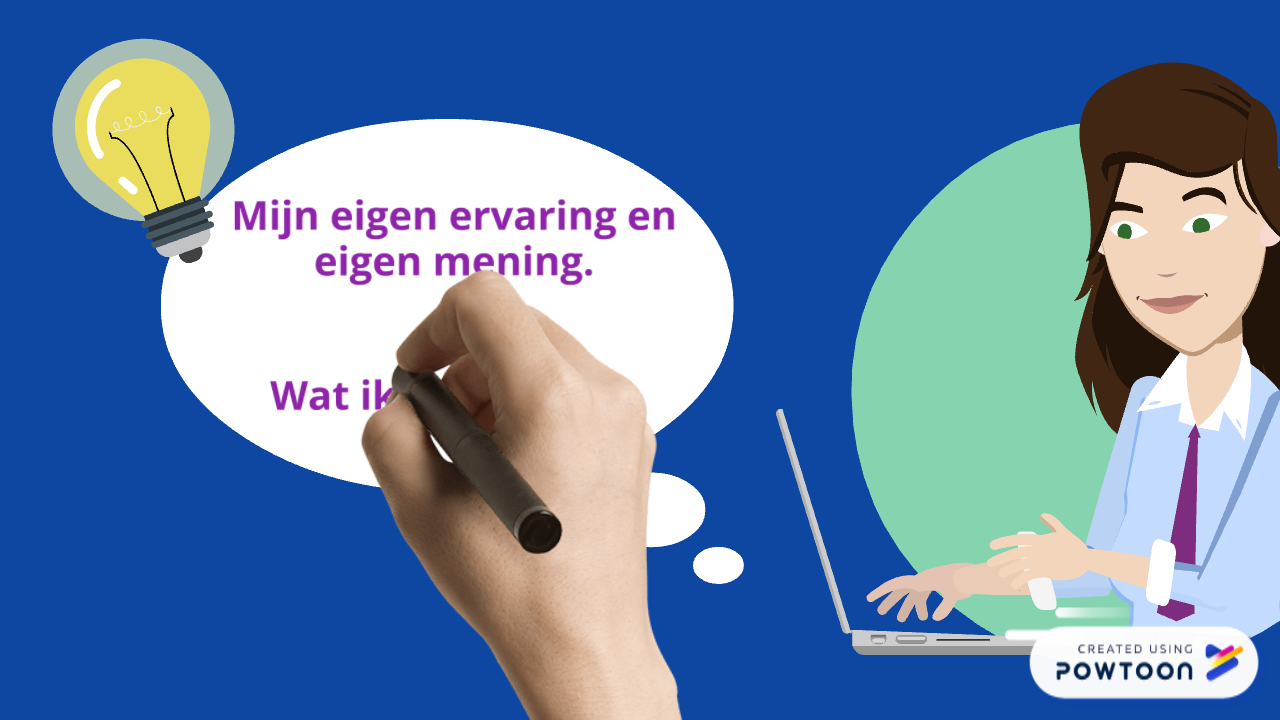 Mijn eigen ervaring en
eigen mening.
Wat ik
CREATED USING
POWTOON